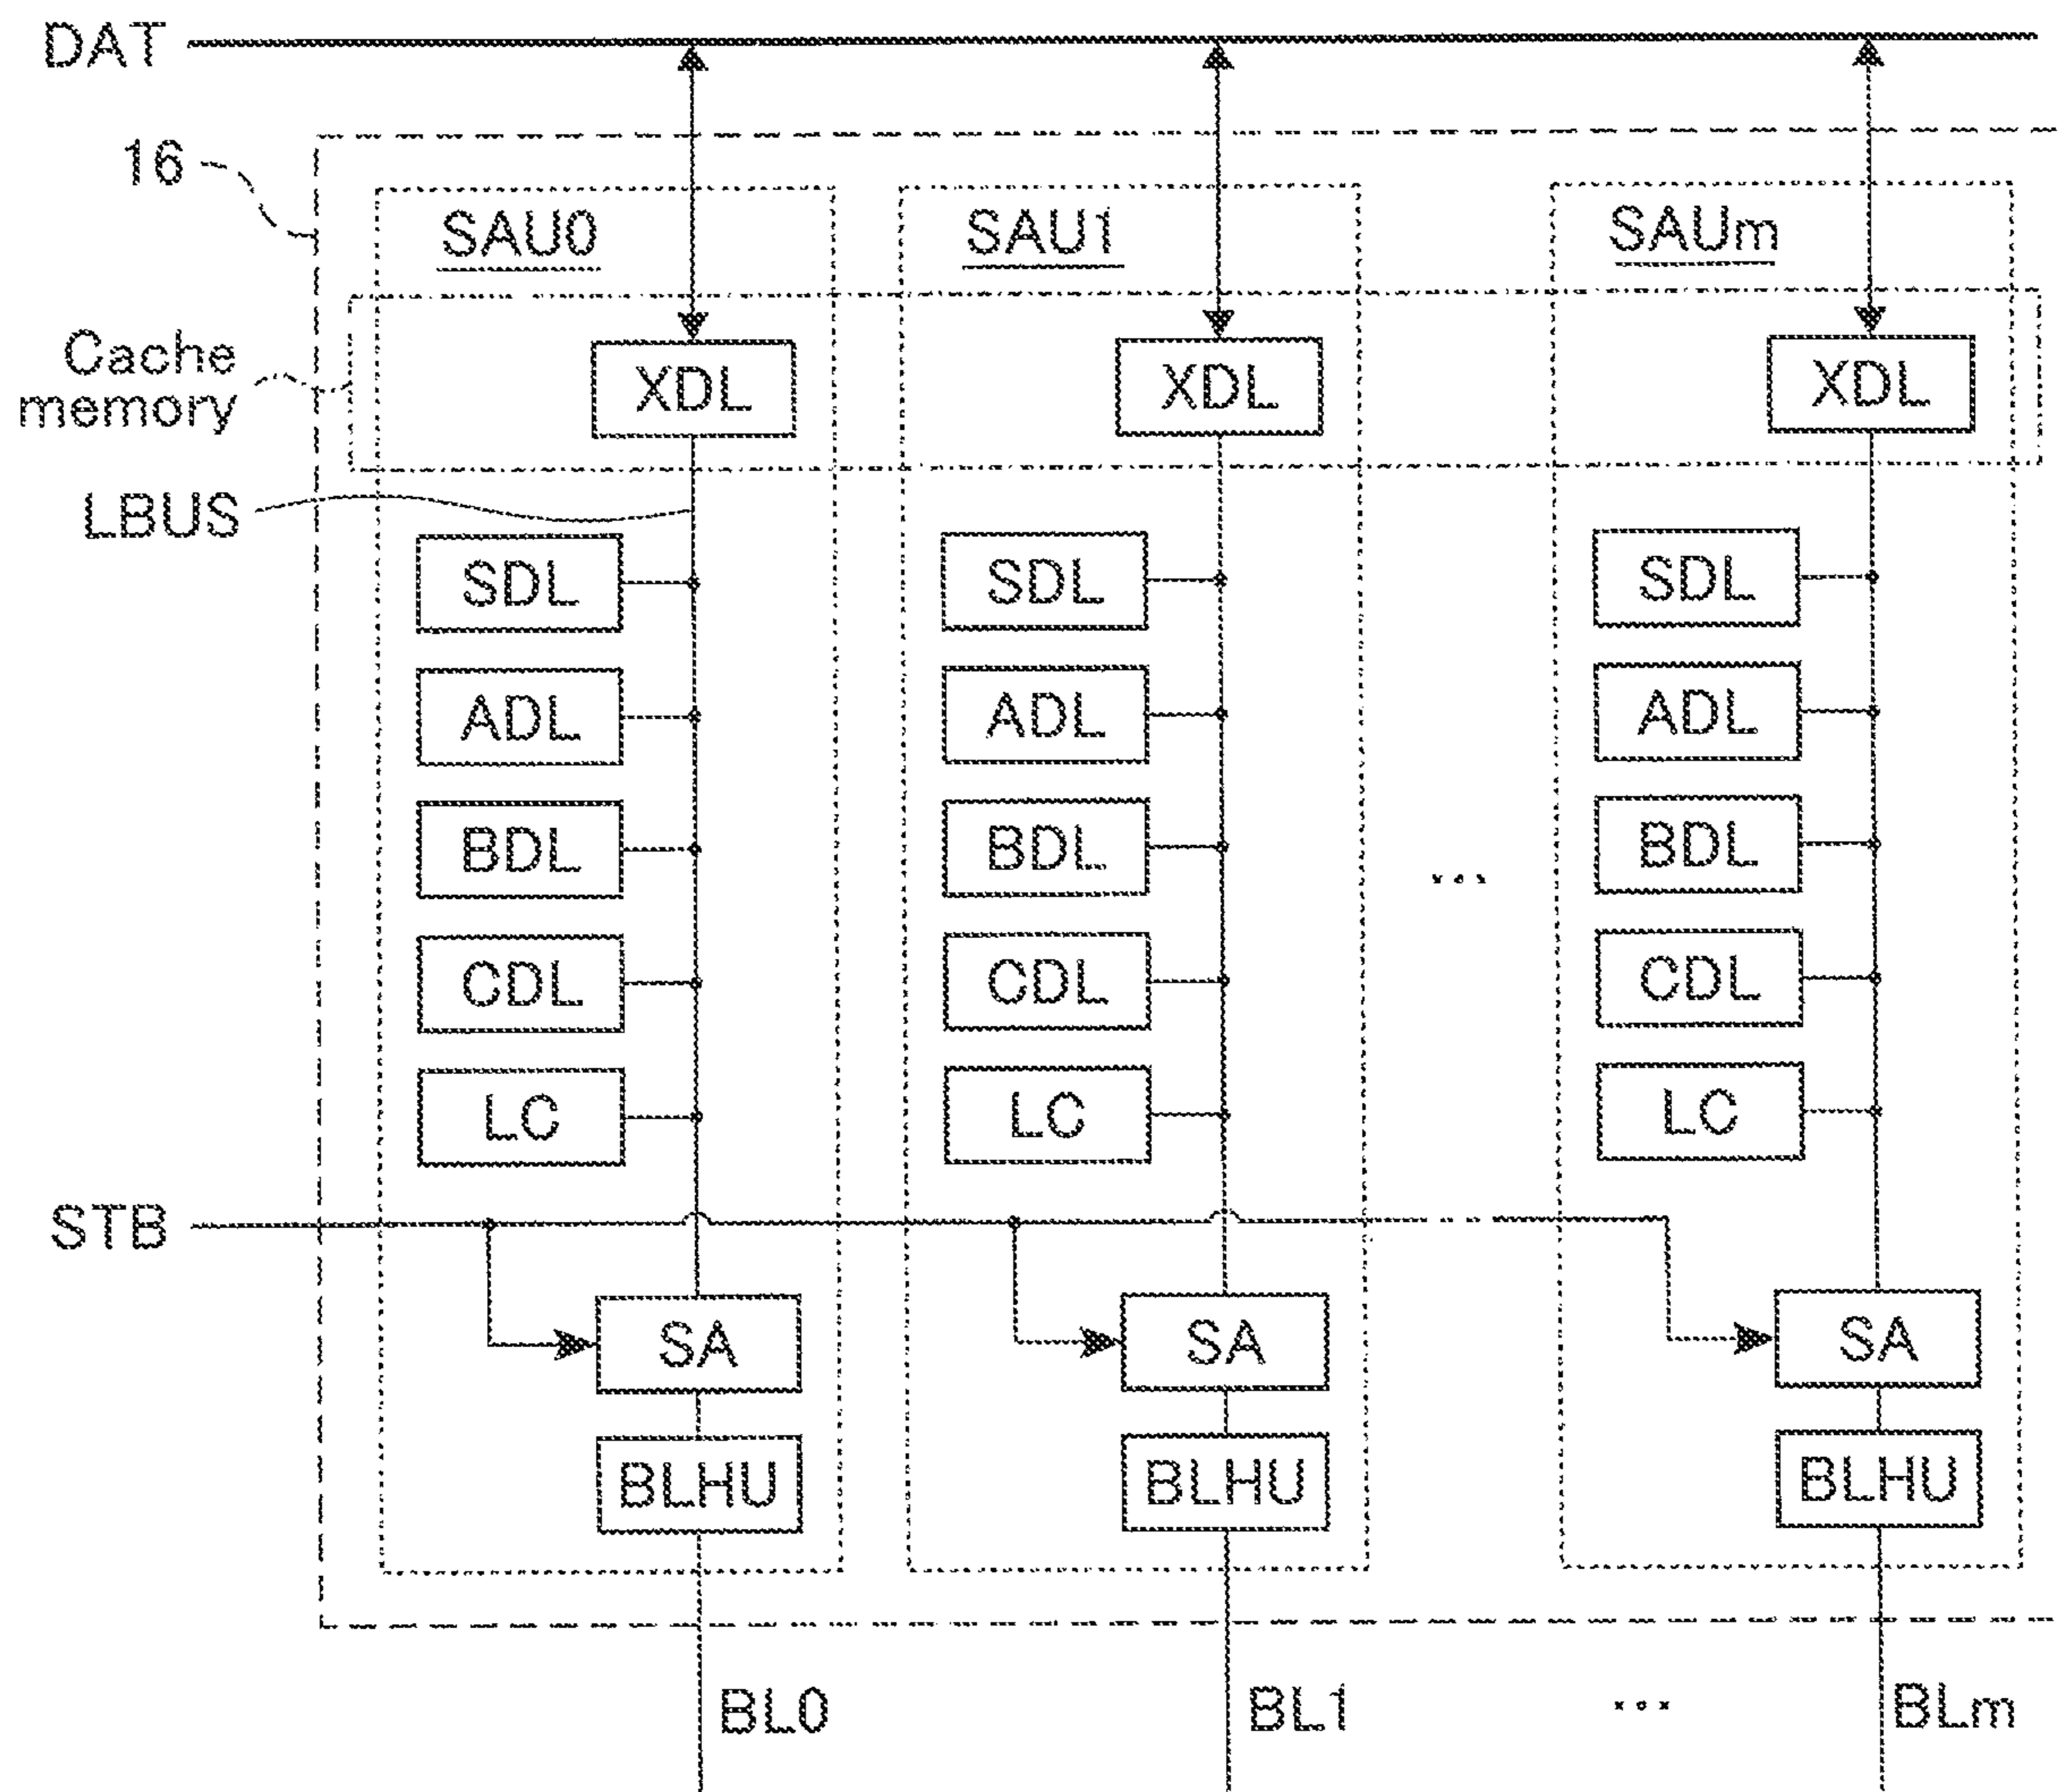 DAT
16
SAU0 SAU1 SAUm
Cache
memory
XDL XDL XDL
LBUS
SDL SDL SDL
ADL ADL ADL
BDL BDL BDL
...
CDL CDL CDL
LC LC LC
STB
SA SA SA
BLHU BLHU BLHU
BL0 BL1 ... BLm